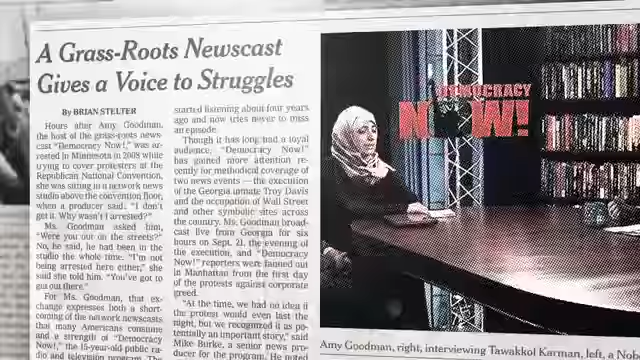 A Grass-Roots Newscast
Gives a Voice to Struggles
By BRIAN STELTER
Hours after Amy Goodman,
the host of the grass-roots news-
cast “Democracy Now!,” was ar-
rested in Minnesota in 2008 while
trying to cover protesters at the
Republican National Convention,
she was sitting in a network news
studio above the convention floor,
when a producer said, “I don't
get it. Why wasn't I arrested?”
Ms. Goodman asked him,
“Were you out on the streets?”
No, he said, he had been in the
studio the whole time. “I'm not
being arrested here either,” she
said she told him. “You've got to
get out there.”
For Ms. Goodman, that ex-
change expresses both a short-
coming of the network newscasts
that many Americans consume
and a strength of “Democracy
Now!,” the 15-year-old public ra-
dio and television program. The
started listening about four years
ago and now tries never to miss
an episode.
Though it has long had a loyal
audience, “Democracy Now!”
has gained more attention re-
cently for methodical coverage of
two news events — the execution
of the Georgia inmate Troy Davis
and the occupation of Wall Street
and other symbolic sites across
the country. Ms. Goodman broad-
cast live from Georgia for six
hours on Sept. 21, the evening of
the execution, and “Democracy
Now!” reporters were fanned out
in Manhattan from the first day
of the protests against corporate
greed.
“At the time, we had no idea if
the protest would even last the
night, but we recognized it as po-
tentially an important story,” said
Mike Burke, a senior news pro-
ducer for the program. He noted
DEMOCRACY
NOW!
Amy Goodman, right, interviewing Tawakkol Karman, left, a Nob